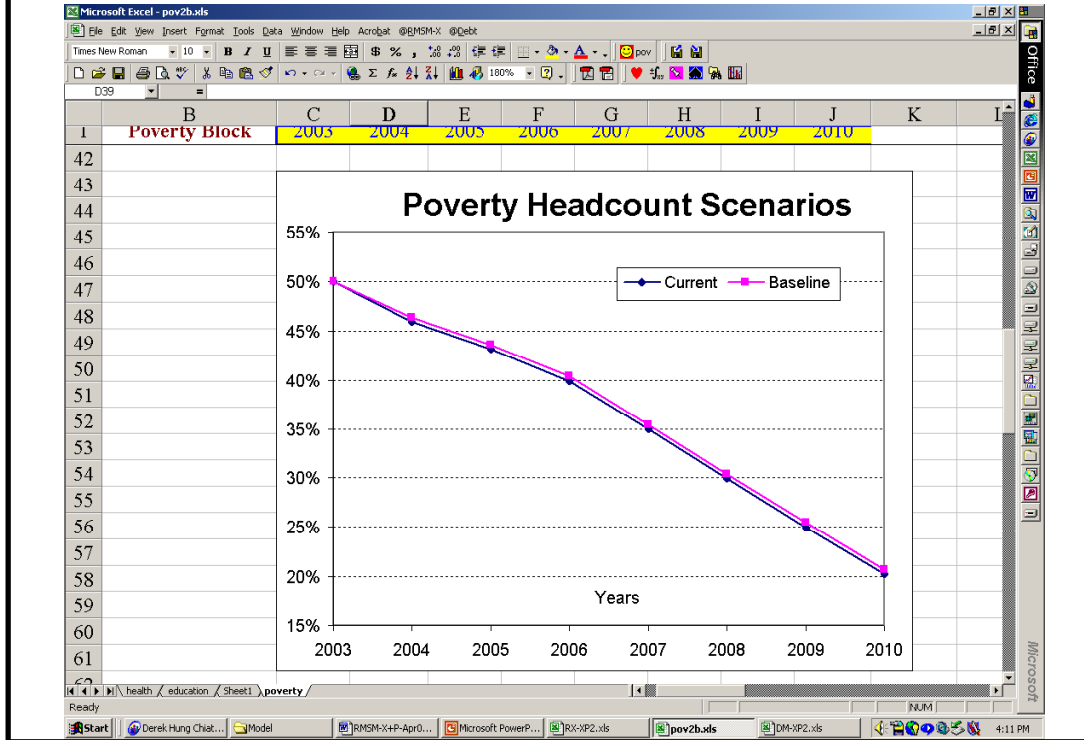 Microsoft Excel - pov2b.xls
File Edit View Insert Format Tools Data Window Help Acrobat @RMSM-X @Debt
Times New Roman 10 B I U $ % , .00 pov
Σ fx 180%
D39 =
B C D E F G H I J K L
1 Poverty Block 2003 2004 2005 2006 2007 2008 2009 2010
42
43
Poverty Headcount Scenarios
44
45
55%
46
50% Current Baseline
47
48
45%
49
50
40%
51
52
35%
53
54
30%
55
56
25%
57
58
20%
59
Years
60
15%
61
2003 2004 2005 2006 2007 2008 2009 2010
62
health education Sheet1 poverty
Ready NUM
Start Derek Hung Chiat... Model RMSM-X+P-Apr0... Microsoft PowerP... RX-XP2.xls pov2b.xls DM-XP2.xls 4:11 PM
Office
Microsoft